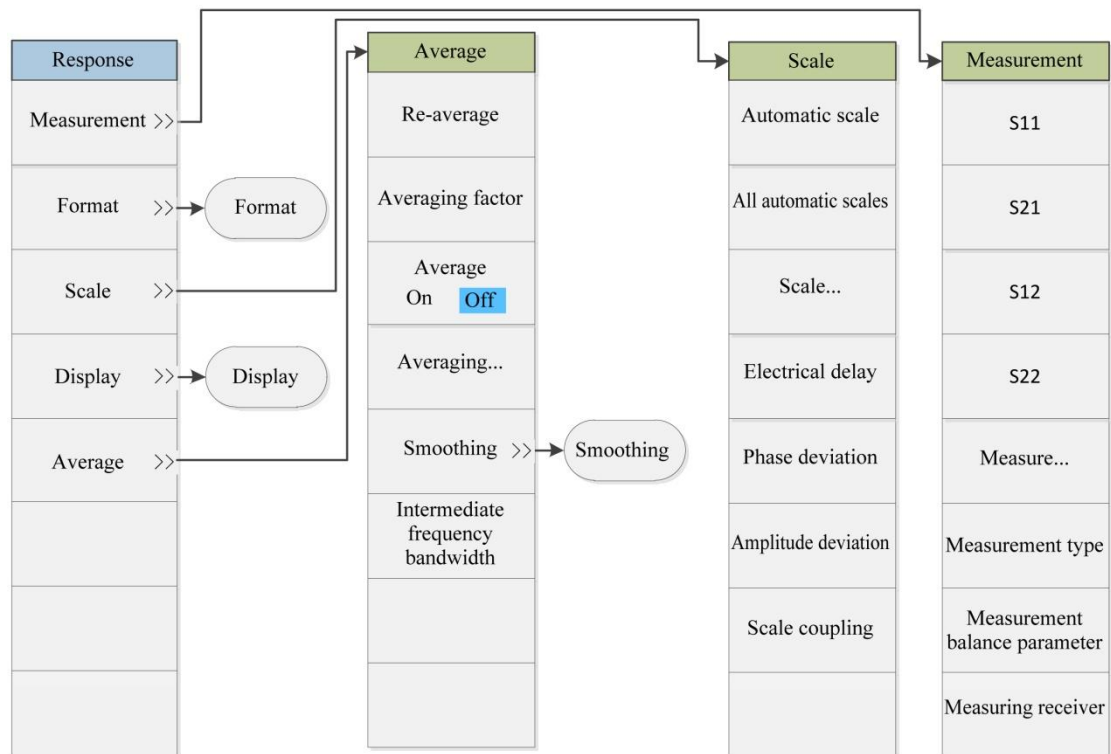 Response
Measurement >>
Format >>
Scale >>
Display >>
Average >>
Format
Display
Average
Re-average
Averaging factor
Average
On Off
Averaging...
Smoothing >>
Intermediate
frequency
bandwidth
Smoothing
Scale
Automatic scale
All automatic scales
Scale...
Electrical delay
Phase deviation
Amplitude deviation
Scale coupling
Measurement
S11
S21
S12
S22
Measure...
Measurement type
Measurement
balance parameter
Measuring receiver